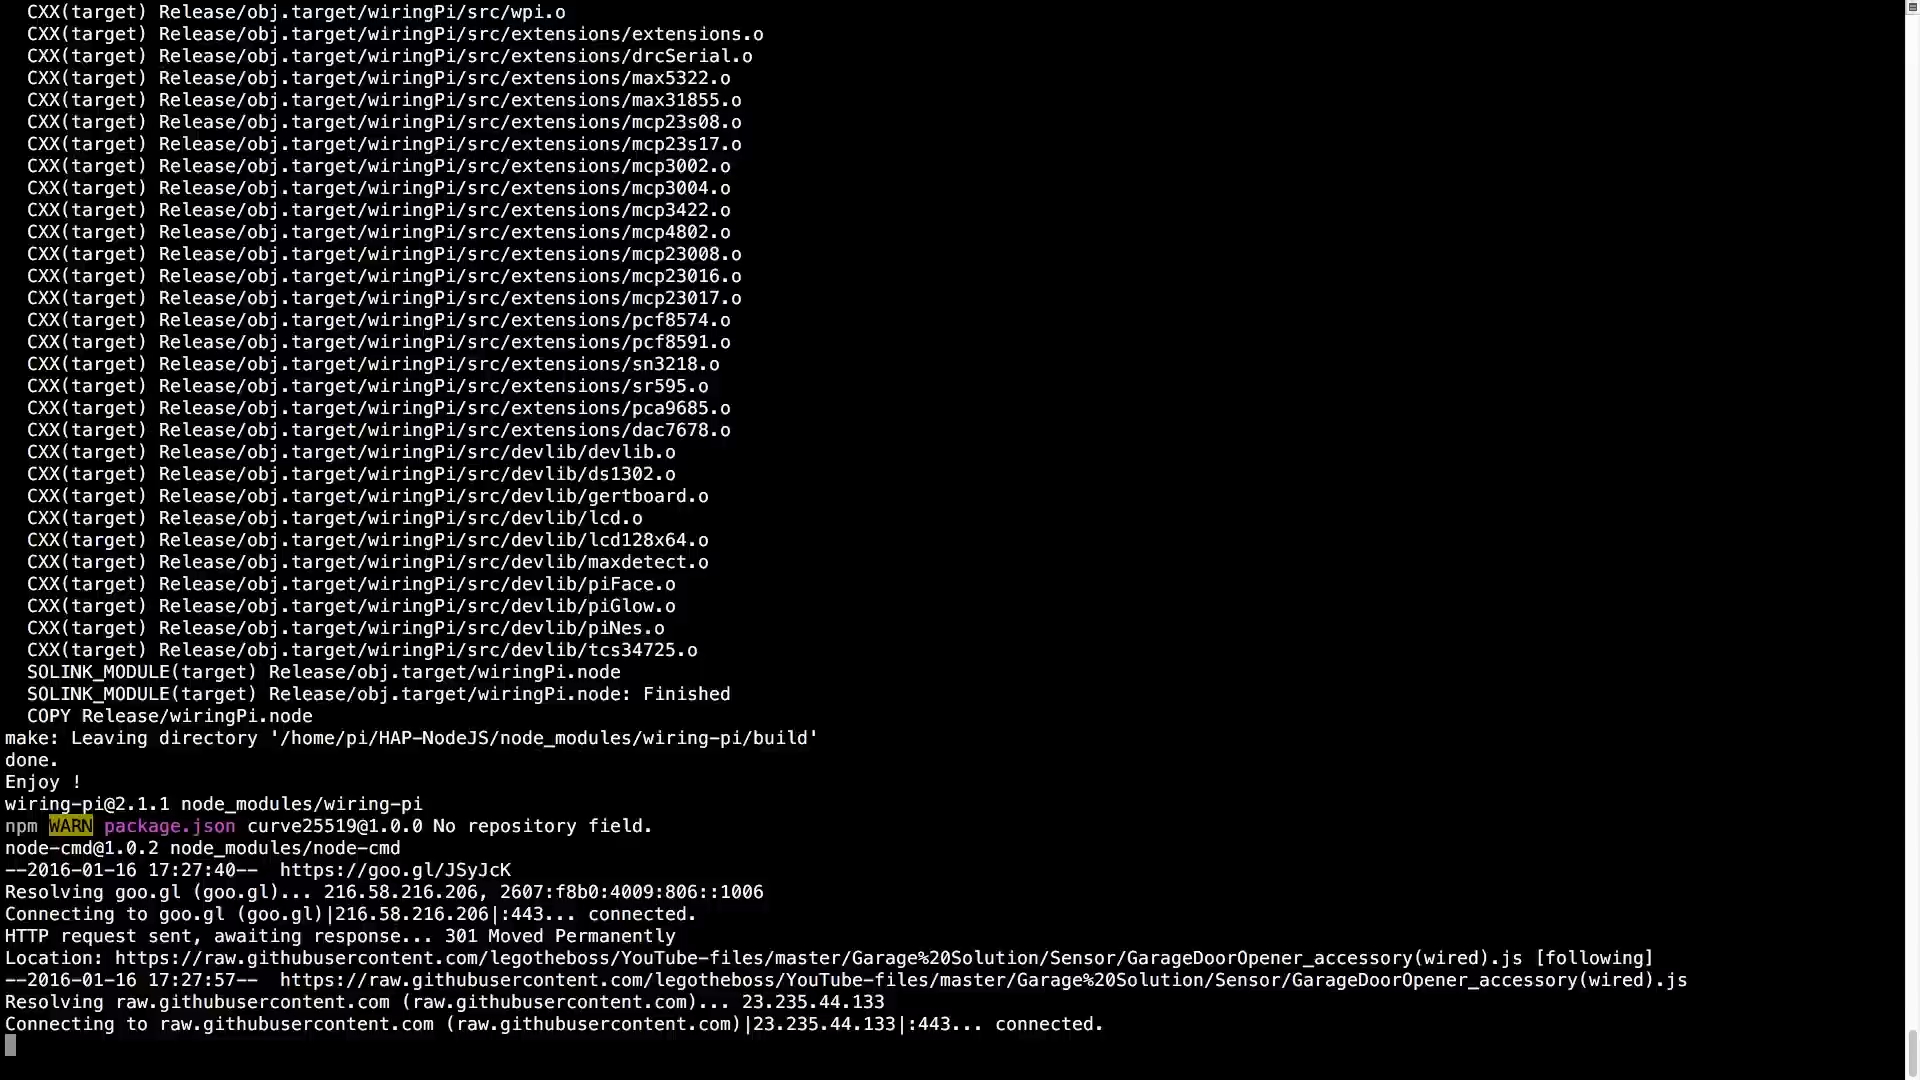 CXX(target) Release/obj.target/wiringPi/src/wpi.o
CXX(target) Release/obj.target/wiringPi/src/extensions/extensions.o
CXX(target) Release/obj.target/wiringPi/src/extensions/drcSerial.o
CXX(target) Release/obj.target/wiringPi/src/extensions/max5322.o
CXX(target) Release/obj.target/wiringPi/src/extensions/max31855.o
CXX(target) Release/obj.target/wiringPi/src/extensions/mcp23s08.o
CXX(target) Release/obj.target/wiringPi/src/extensions/mcp23s17.o
CXX(target) Release/obj.target/wiringPi/src/extensions/mcp3002.o
CXX(target) Release/obj.target/wiringPi/src/extensions/mcp3004.o
CXX(target) Release/obj.target/wiringPi/src/extensions/mcp3422.o
CXX(target) Release/obj.target/wiringPi/src/extensions/mcp4802.o
CXX(target) Release/obj.target/wiringPi/src/extensions/mcp23008.o
CXX(target) Release/obj.target/wiringPi/src/extensions/mcp23016.o
CXX(target) Release/obj.target/wiringPi/src/extensions/mcp23017.o
CXX(target) Release/obj.target/wiringPi/src/extensions/pcf8574.o
CXX(target) Release/obj.target/wiringPi/src/extensions/pcf8591.o
CXX(target) Release/obj.target/wiringPi/src/extensions/sn3218.o
CXX(target) Release/obj.target/wiringPi/src/extensions/sr595.o
CXX(target) Release/obj.target/wiringPi/src/extensions/pca9685.o
CXX(target) Release/obj.target/wiringPi/src/extensions/dac7678.o
CXX(target) Release/obj.target/wiringPi/src/devlib/devlib.o
CXX(target) Release/obj.target/wiringPi/src/devlib/ds1302.o
CXX(target) Release/obj.target/wiringPi/src/devlib/gertboard.o
CXX(target) Release/obj.target/wiringPi/src/devlib/lcd.o
CXX(target) Release/obj.target/wiringPi/src/devlib/lcd128x64.o
CXX(target) Release/obj.target/wiringPi/src/devlib/maxdetect.o
CXX(target) Release/obj.target/wiringPi/src/devlib/piFace.o
CXX(target) Release/obj.target/wiringPi/src/devlib/piGlow.o
CXX(target) Release/obj.target/wiringPi/src/devlib/piNes.o
CXX(target) Release/obj.target/wiringPi/src/devlib/tcs34725.o
SOLINK_MODULE(target) Release/obj.target/wiringPi.node
SOLINK_MODULE(target) Release/obj.target/wiringPi.node: Finished
COPY Release/wiringPi.node
make: Leaving directory '/home/pi/HAP-NodeJS/node_modules/wiring-pi/build'
done.
Enjoy !
wiring-pi@2.1.1 node_modules/wiring-pi
npm WARN package.json curve25519@1.0.0 No repository field.
node-cmd@1.0.2 node_modules/node-cmd
--2016-01-16 17:27:40--  https://goo.gl/JSyJcK
Resolving goo.gl (goo.gl)... 216.58.216.206, 2607:f8b0:4009:806::1006
Connecting to goo.gl (goo.gl)|216.58.216.206|:443... connected.
HTTP request sent, awaiting response... 301 Moved Permanently
Location: https://raw.githubusercontent.com/legotheboss/YouTube-files/master/Garage%20Solution/Sensor/GarageDoorOpener_accessory(wired).js [following]
--2016-01-16 17:27:57--  https://raw.githubusercontent.com/legotheboss/YouTube-files/master/Garage%20Solution/Sensor/GarageDoorOpener_accessory(wired).js
Resolving raw.githubusercontent.com (raw.githubusercontent.com)... 23.235.44.133
Connecting to raw.githubusercontent.com (raw.githubusercontent.com)|23.235.44.133|:443... connected.